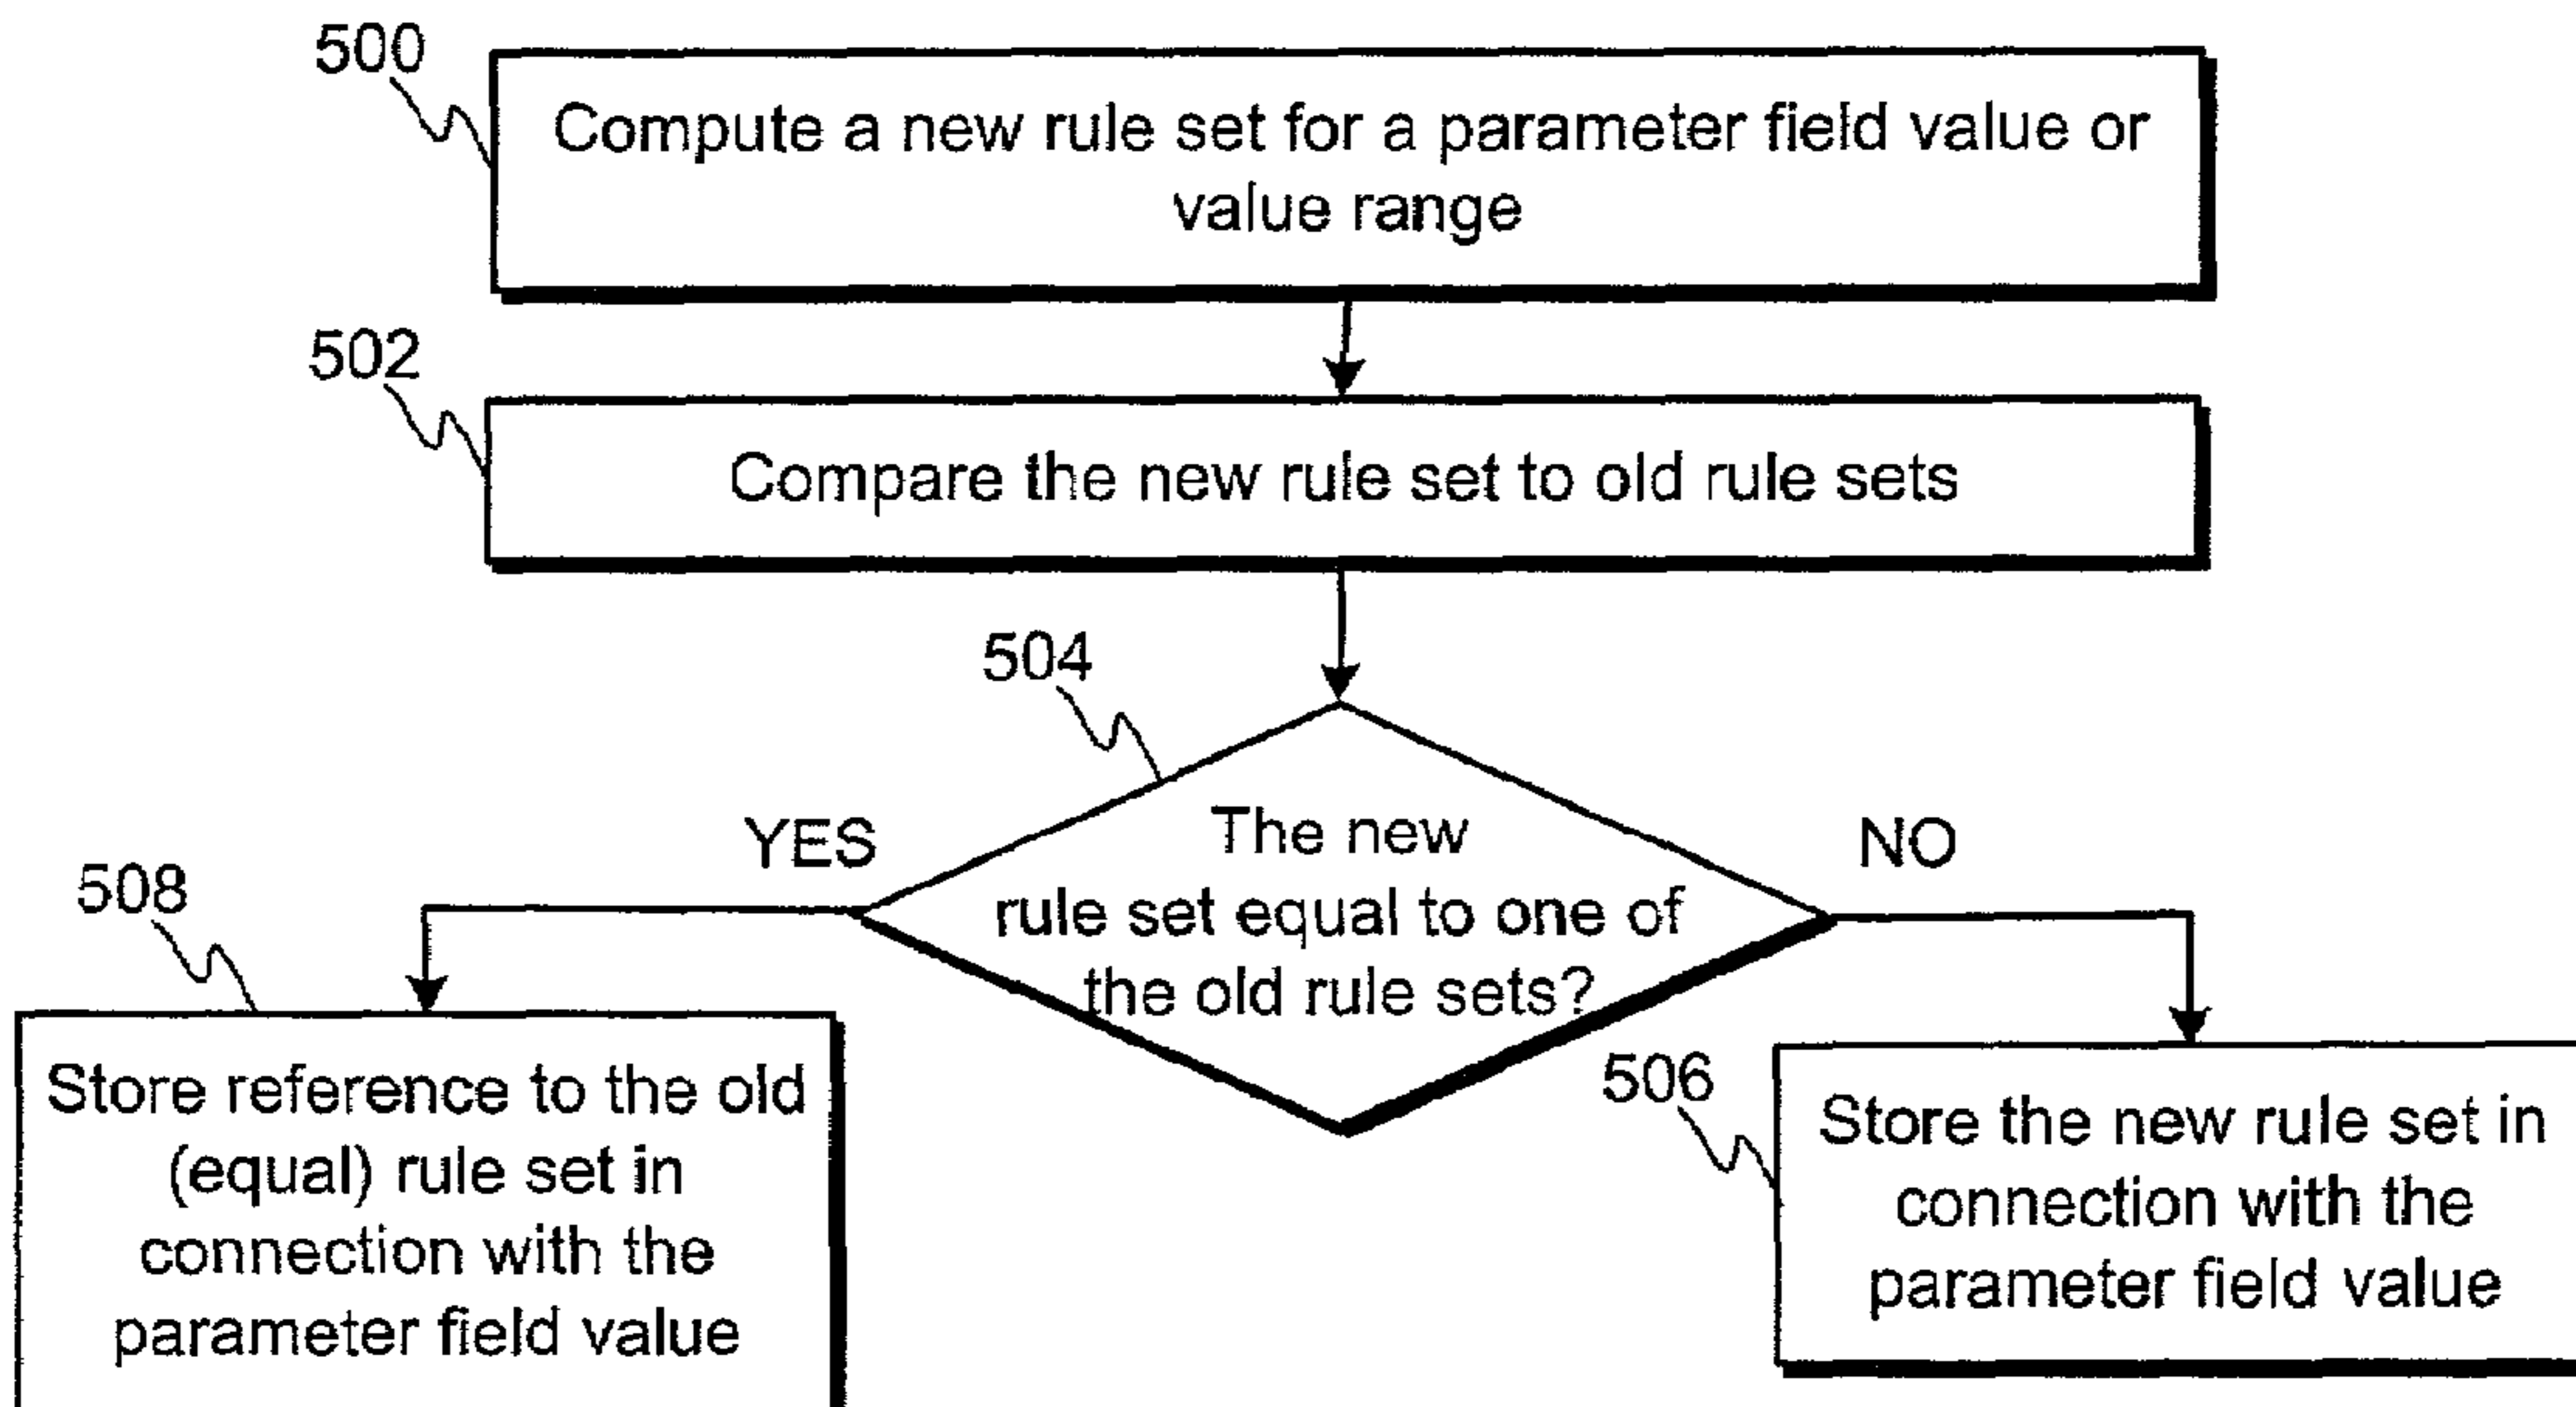 500
Compute a new rule set for a parameter field value or
value range
502
Compare the new rule set to old rule sets
504
YES
The new
rule set equal to one of
the old rule sets?
NO
508
Store reference to the old
(equal) rule set in
connection with the
parameter field value
506
Store the new rule set in
connection with the
parameter field value